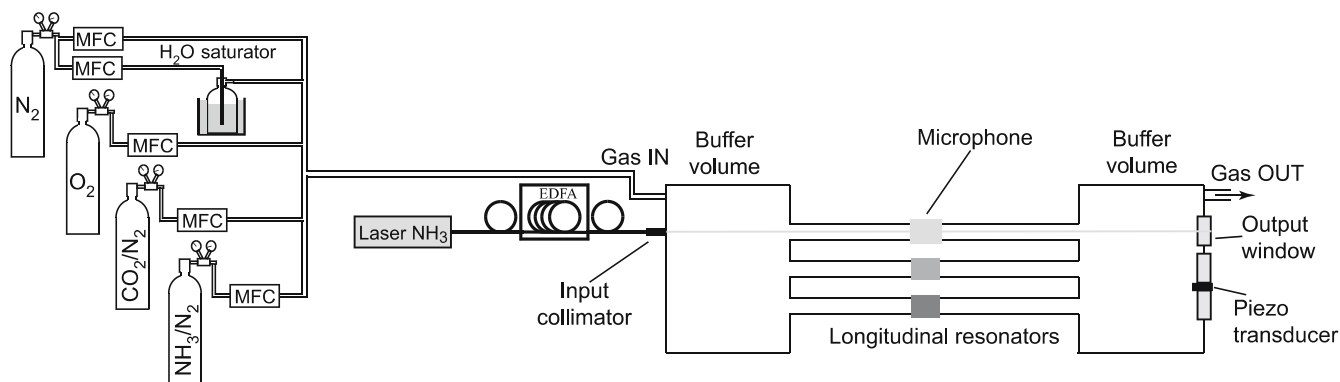 MFC
H₂O saturator
MFC
N₂
MFC
O₂
MFC
CO₂/N₂
MFC
NH₃/N₂
Gas IN
EDFA
Laser NH₃
Input
collimator
Buffer
volume
Microphone
Longitudinal resonators
Buffer
volume
Gas OUT
Output
window
Piezo
transducer